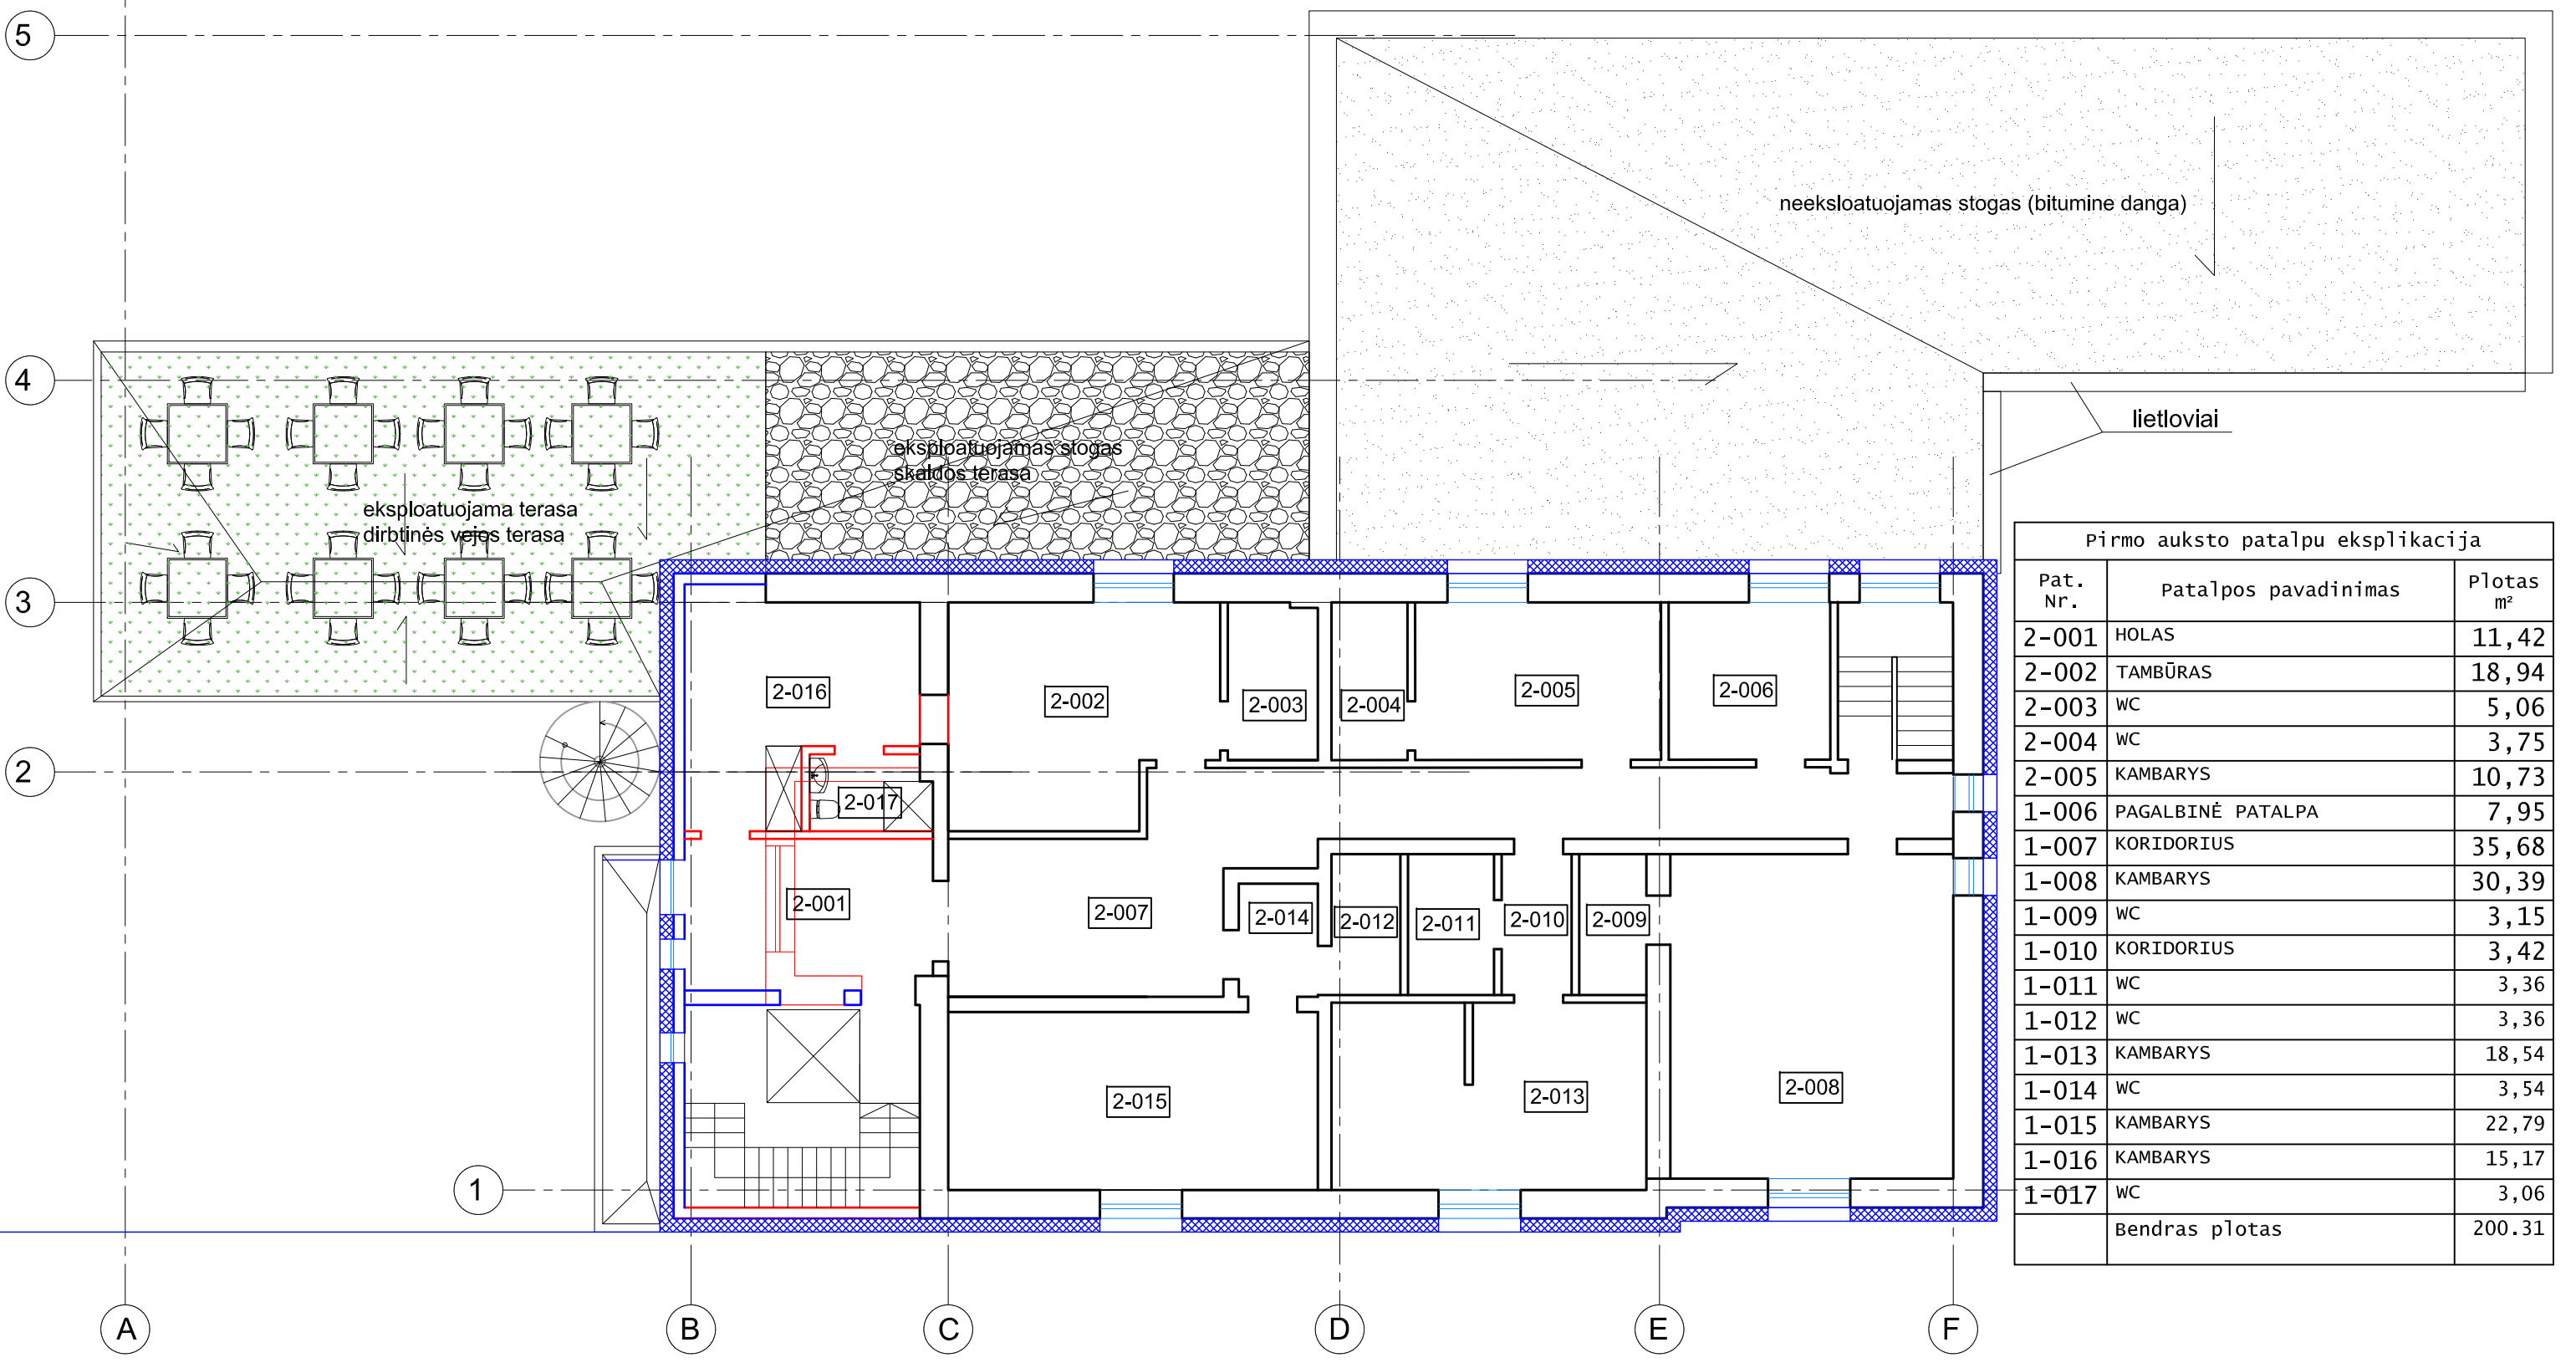 5
neeksloatuojamas stogas (bitumine danga)
4
lietloviai
eksploatuojamas stogas
skaldos terasa
eksploatuojama terasa
dirbtinės vejos terasa
3
2-016
2-002
2-003
2-004
2-005
2-006
2
2-017
2-001
2-007
2-014
2-012
2-011
2-010
2-009
2-015
2-013
2-008
1
A
B
C
D
E
F
Pirmo auksto patalpu eksplikacija
Pat. Nr. Patalpos pavadinimas Plotas m²
2-001 HOLAS 11,42
2-002 TAMBŪRAS 18,94
2-003 WC 5,06
2-004 WC 3,75
2-005 KAMBARYS 10,73
1-006 PAGALBINĖ PATALPA 7,95
1-007 KORIDORIUS 35,68
1-008 KAMBARYS 30,39
1-009 WC 3,15
1-010 KORIDORIUS 3,42
1-011 WC 3,36
1-012 WC 3,36
1-013 KAMBARYS 18,54
1-014 WC 3,54
1-015 KAMBARYS 22,79
1-016 KAMBARYS 15,17
1-017 WC 3,06
Bendras plotas 200.31